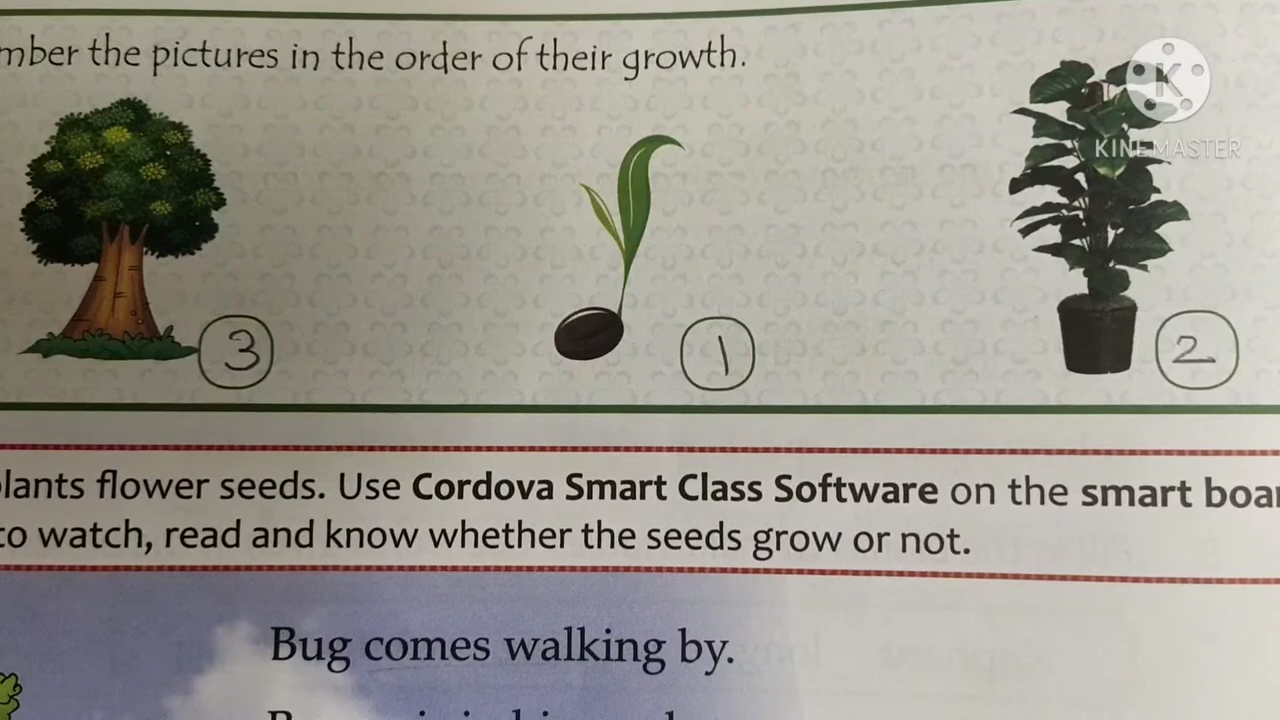 mber the pictures in the order of their growth.
K
KINEMASTER
3
1
2
lants flower seeds. Use Cordova Smart Class Software on the smart boar
to watch, read and know whether the seeds grow or not.
Bug comes walking by.